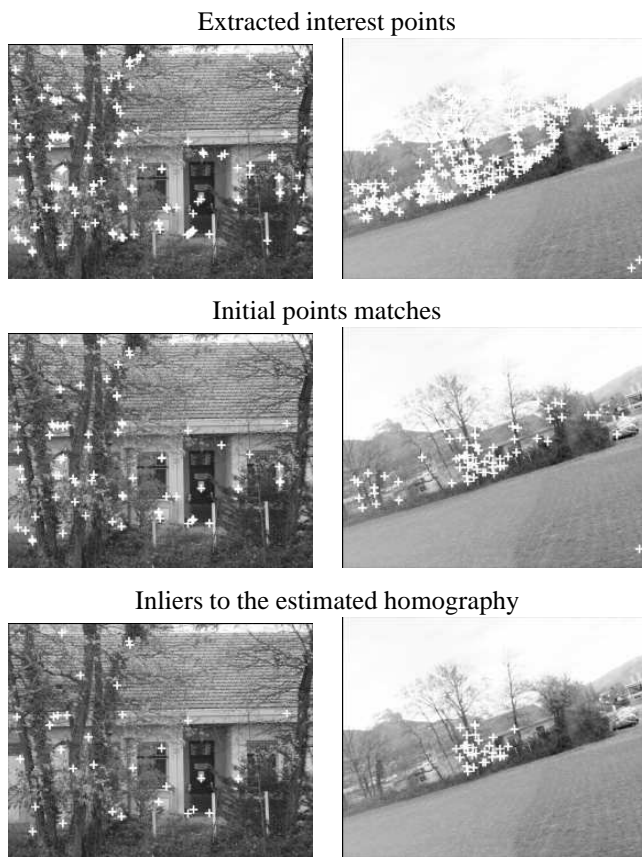 Extracted interest points
Initial points matches
Inliers to the estimated homography